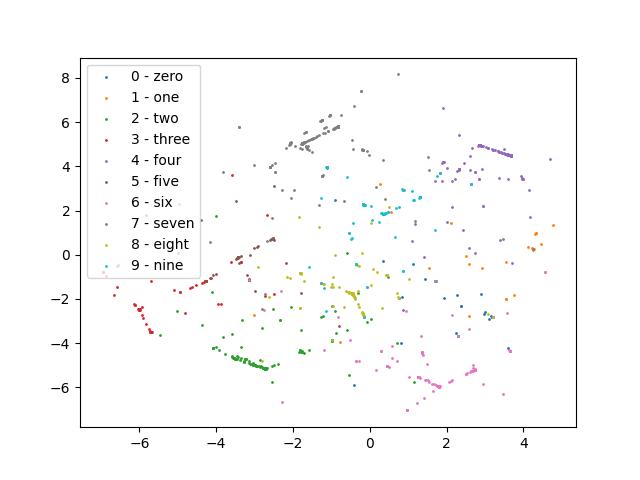 0 - zero
1 - one
2 - two
3 - three
4 - four
5 - five
6 - six
7 - seven
8 - eight
9 - nine
8
6
4
2
0
−2
−4
−6
−6 −4 −2 0 2 4